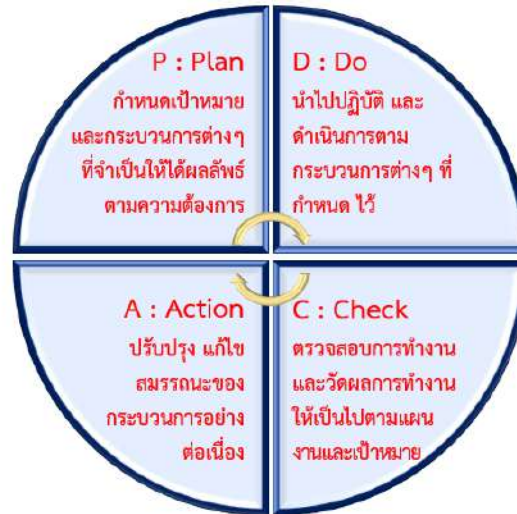 P : Plan
กำหนดเป้าหมาย
และกระบวนการต่างๆ
ที่จำเป็นให้ได้ผลลัพธ์
ตามความต้องการ
D : Do
นำไปปฏิบัติ และ
ดำเนินการตาม
กระบวนการต่างๆ ที่
กำหนด ไว้
C : Check
ตรวจสอบการทำงาน
และวัดผลการทำงาน
ให้เป็นไปตามแผน
งานและเป้าหมาย
A : Action
ปรับปรุง แก้ไข
สมรรถนะของ
กระบวนการอย่าง
ต่อเนื่อง